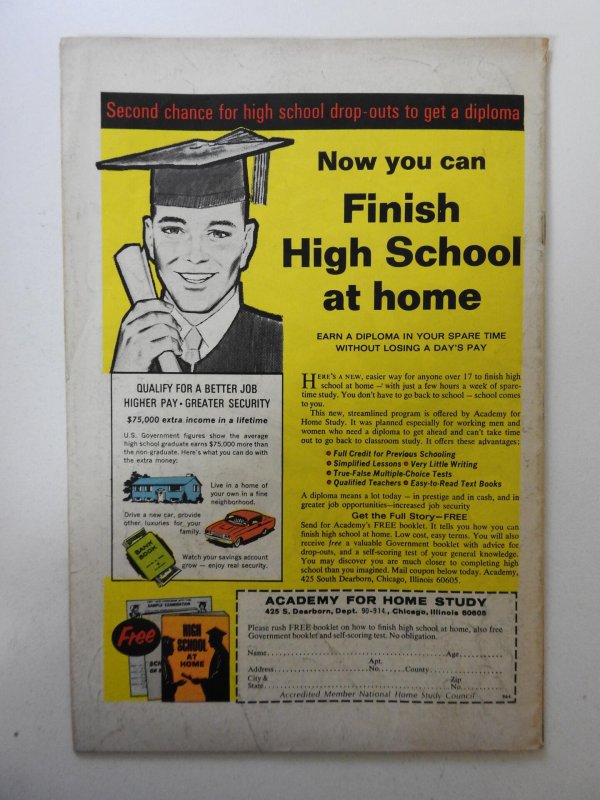 Second chance for high school drop-outs to get a diploma
Now you can
Finish
High School
at home
EARN A DIPLOMA IN YOUR SPARE TIME
WITHOUT LOSING A DAY'S PAY
QUALIFY FOR A BETTER JOB
HIGHER PAY • GREATER SECURITY
$75,000 extra income in a lifetime
U.S. Government figures show the average
high school graduate earns $75,000 more than
the non-graduate. Here's what you can do with
the extra money:
Live in a home of
your own in a fine
neighborhood.
Drive a new car, provide
other luxuries for your
family.
BANK
BOOK
Watch your savings account
grow — enjoy real security.
HERE'S A NEW, easier way for anyone over 17 to finish high
school at home — with just a few hours a week of spare-
time study. You don't have to go back to school — school comes
to you.
This new, streamlined program is offered by Academy for
Home Study. It was planned especially for working men and
women who need a diploma to get ahead and can't take time
out to go back to classroom study. It offers these advantages:
• Full Credit for Previous Schooling
• Simplified Lessons • Very Little Writing
• True-False Multiple-Choice Tests
• Qualified Teachers • Easy-to-Read Text Books
A diploma means a lot today — in prestige and in cash, and in
greater job opportunities—increased job security
Get the Full Story—FREE
Send for Academy's FREE booklet. It tells you how you can
finish high school at home. Low cost, easy terms. You will also
receive free a valuable Government booklet with advice for
drop-outs, and a self-scoring test of your general knowledge.
You may discover you are much closer to completing high
school than you imagined. Mail coupon below today. Academy,
425 South Dearborn, Chicago, Illinois 60605.
SAMPLE EXAMINATION
Free
HIGH
SCHOOL
AT
HOME
ACADEMY FOR HOME STUDY
425 S. Dearborn, Dept. 90-914, Chicago, Illinois 60605
Please rush FREE booklet on how to finish high school at home, also free
Government booklet and self-scoring test. No obligation.
Name Age
Apt.
Address No. County
City & Zip
State No.
Accredited Member National Home Study Council